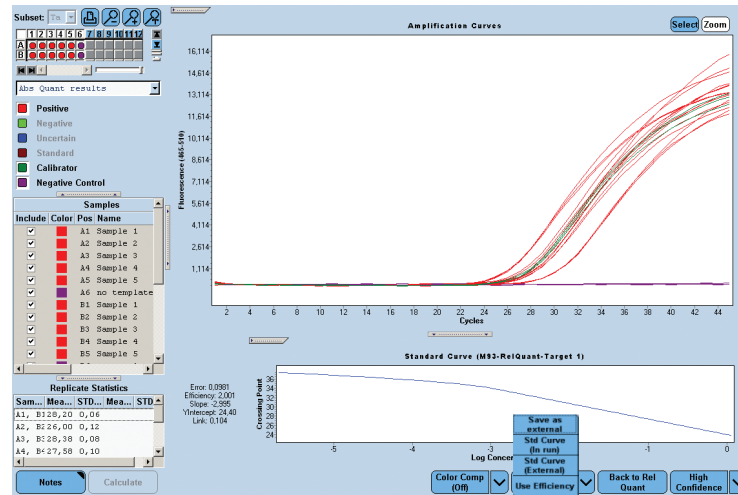 Subset: Tn
1 2 3 4 5 6 7 8 9 10 11 12
A
B
Abs Quant results
Positive
Negative
Uncertain
Standard
Calibrator
Negative Control
Samples
Include Color Pos Name
A1 Sample 1
A2 Sample 2
A3 Sample 3
A4 Sample 4
A5 Sample 5
A6 no template
B1 Sample 1
B2 Sample 2
B3 Sample 3
B4 Sample 4
B5 Sample 5
Replicate Statistics
Sam... Mea... STD... Mea... STD
A1, B1 28,20 0,06
A2, B2 26,00 0,12
A3, B3 28,38 0,08
A4, B4 27,58 0,10
Notes
Calculate
Amplification Curves
Select Zoom
Fluorescence (465-510)
16,114
14,614
13,114
11,614
10,114
8,614
7,114
5,614
4,114
2,614
1,114
2 4 6 8 10 12 14 16 18 20 22 24 26 28 30 32 34 36 38 40 42 44
Cycles
Standard Curve (M93-RelQuant-Target 1)
Error: 0,0981
Efficiency: 2,001
Slope: -2,995
YIntercept: 24,40
Link: 0,104
Crossing Point
36
34
32
30
28
26
24
-5 -4 -3 -1 0
Log Concer
Save as external
Std Curve (In run)
Std Curve (External)
Use Efficiency
Color Comp (Off)
Back to Rel Quant
High Confidence